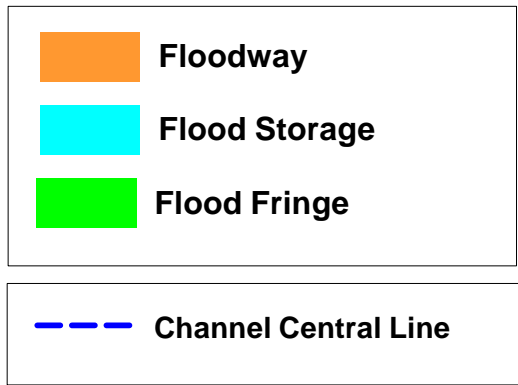 Floodway
Flood Storage
Flood Fringe
Channel Central Line